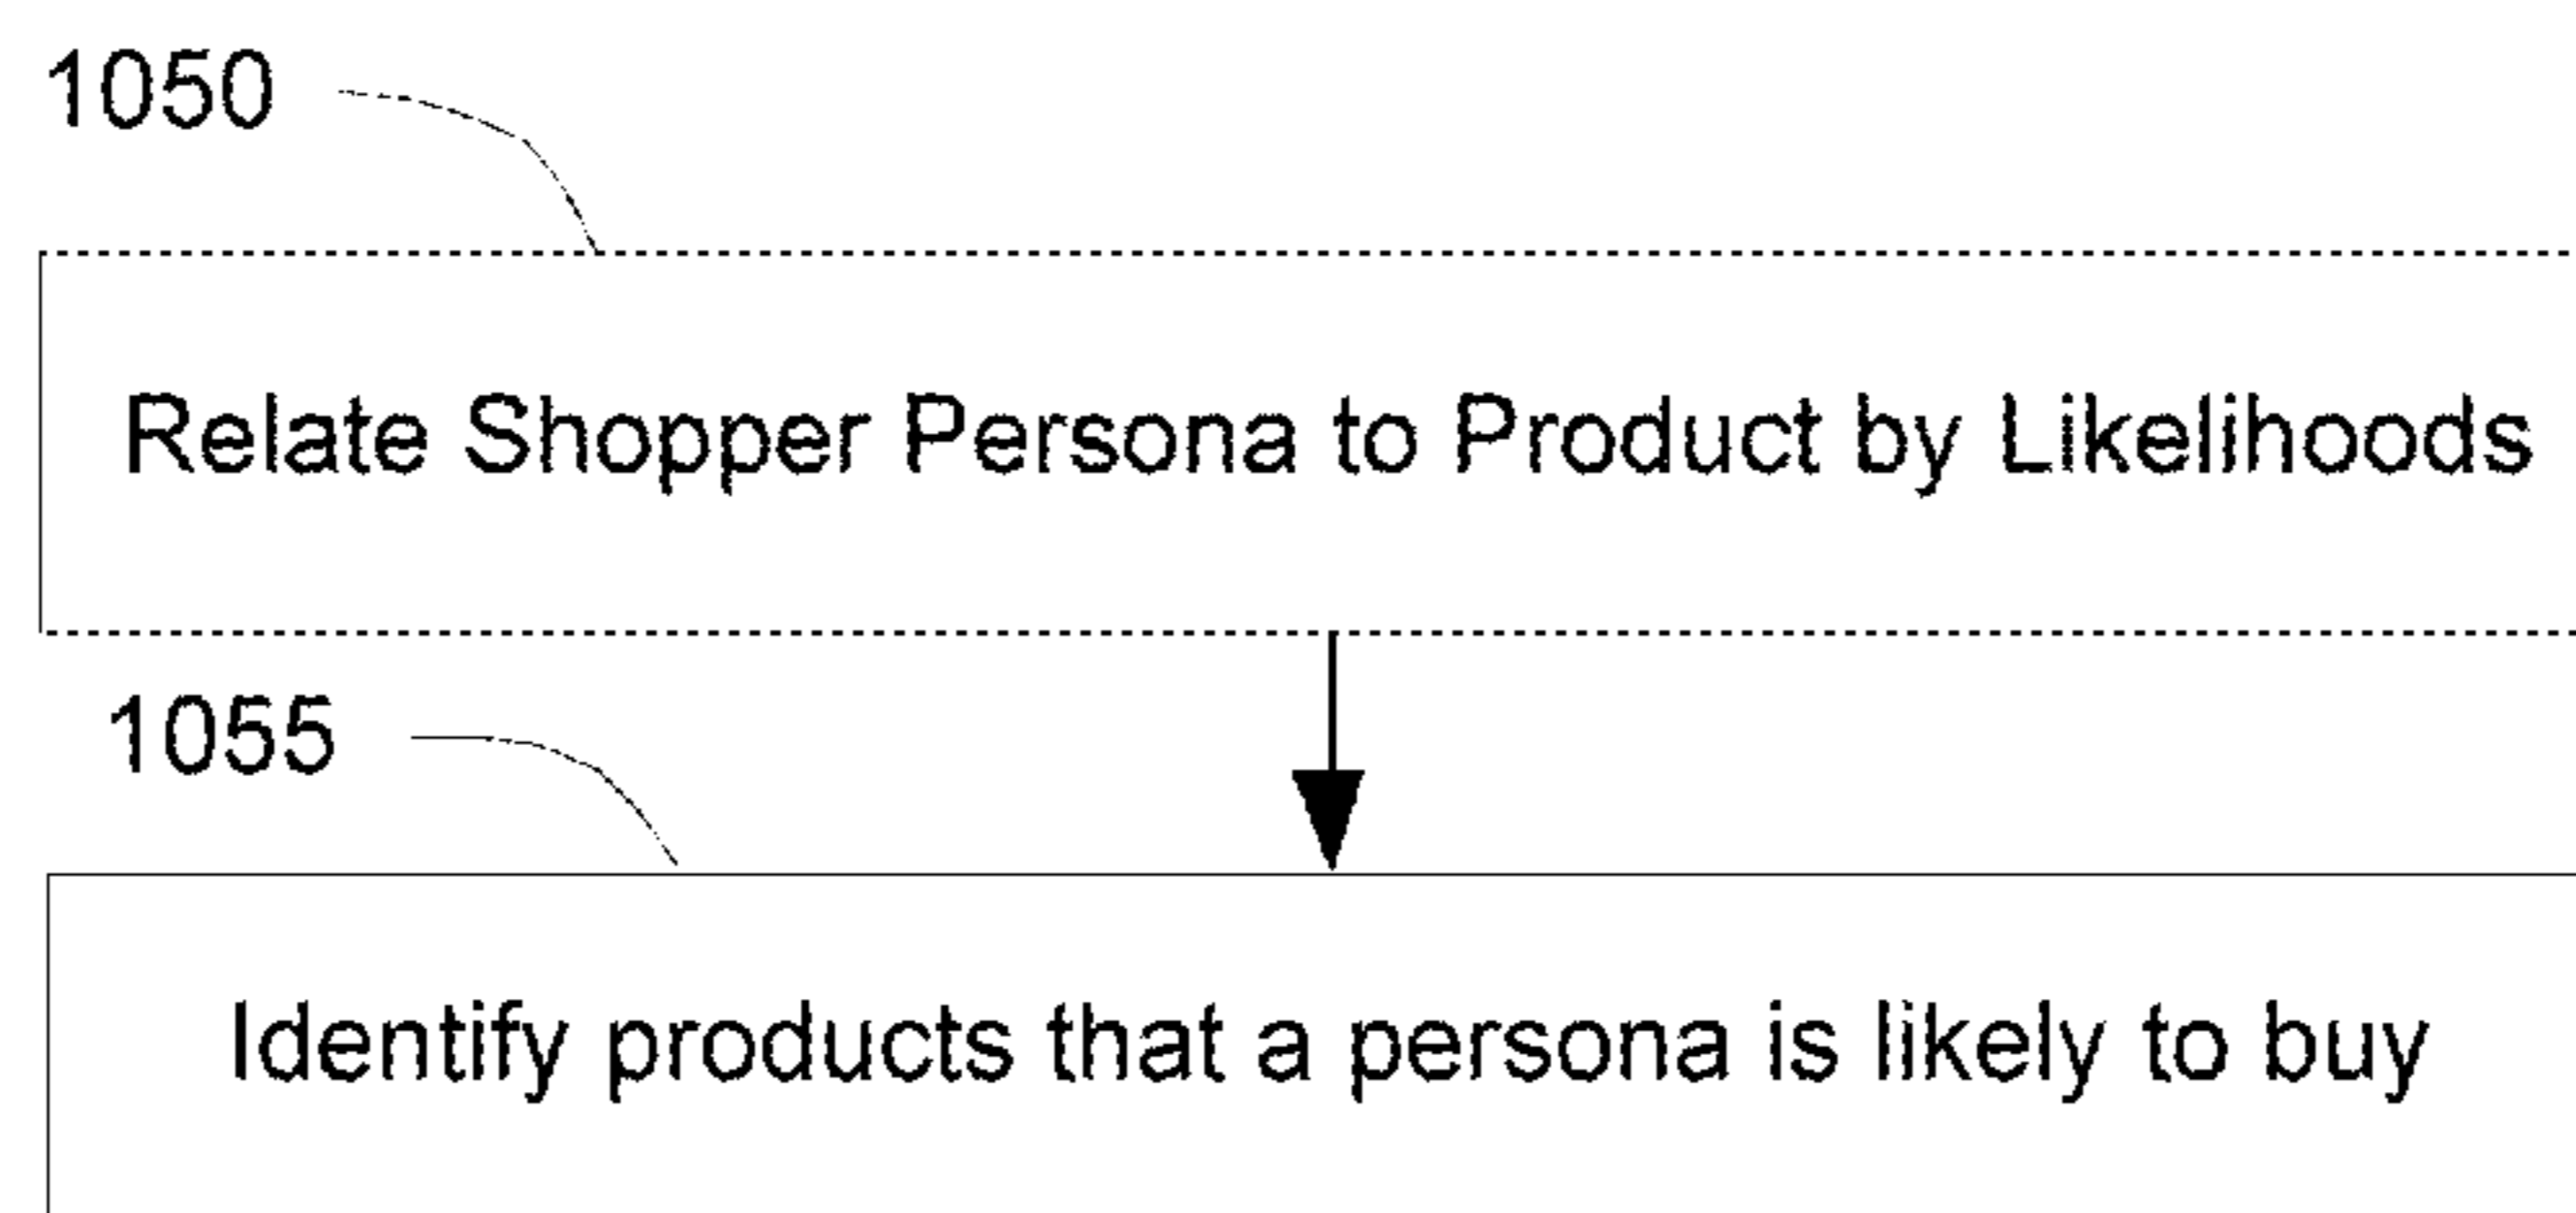 1050
Relate Shopper Persona to Product by Likelihoods
1055
Identify products that a persona is likely to buy